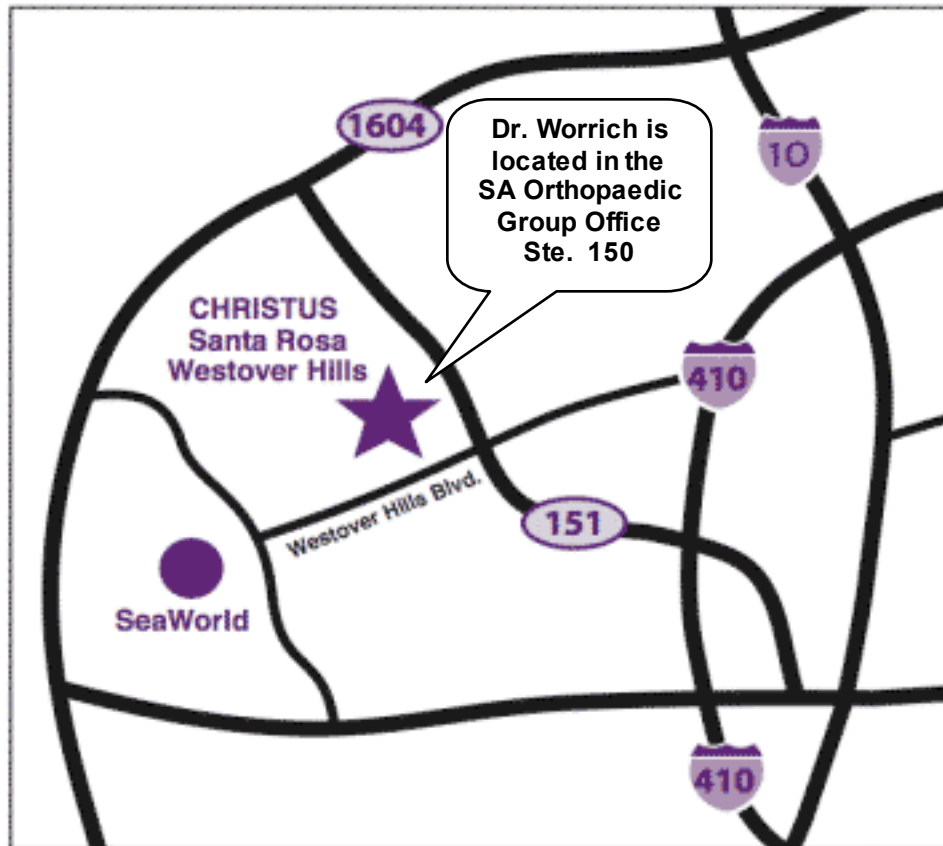 1604
Dr. Worrich is
located in the
SA Orthopaedic
Group Office
Ste. 150
10
CHRISTUS
Santa Rosa
Westover Hills
410
Westover Hills Blvd.
151
SeaWorld
410